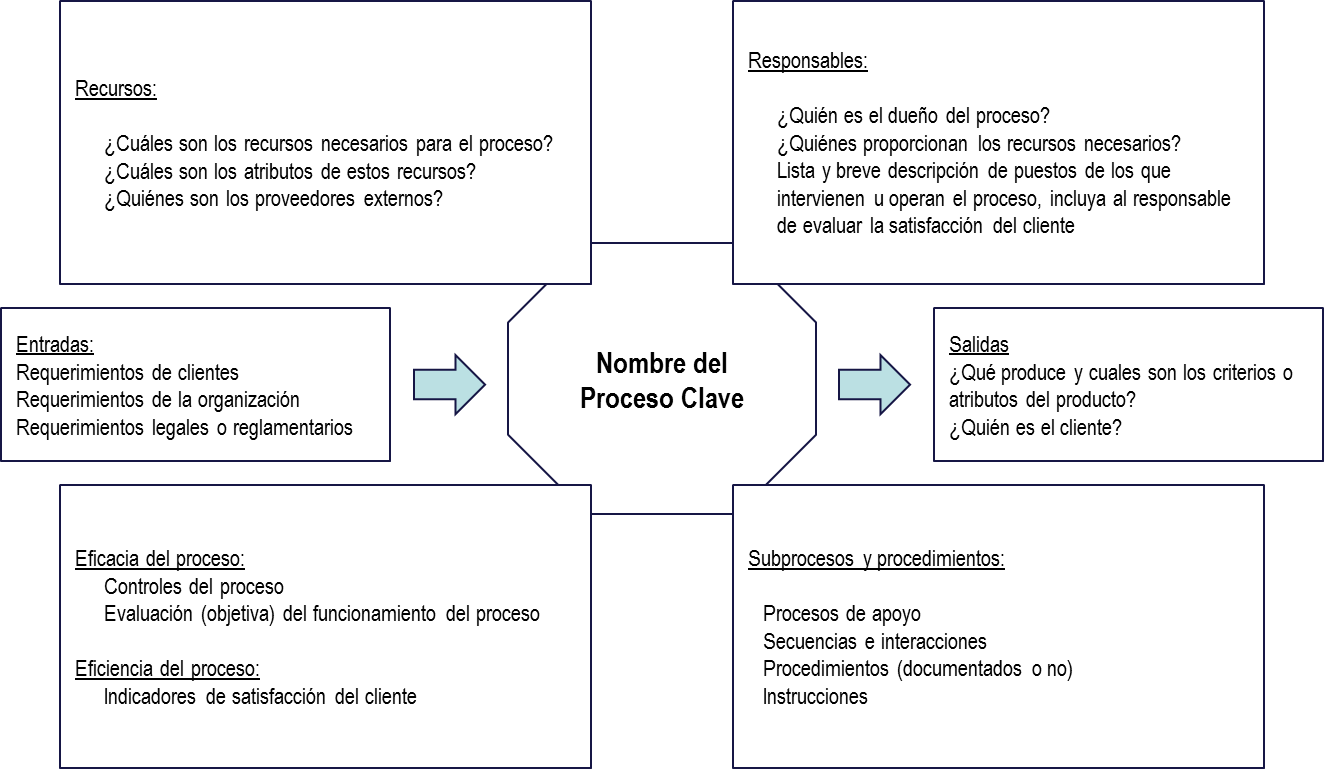 Recursos:
¿Cuáles son los recursos necesarios para el proceso?
¿Cuáles son los atributos de estos recursos?
¿Quiénes son los proveedores externos?
Responsables:
¿Quién es el dueño del proceso?
¿Quiénes proporcionan los recursos necesarios?
Lista y breve descripción de puestos de los que
intervienen u operan el proceso, incluya al responsable
de evaluar la satisfacción del cliente
Entradas:
Requerimientos de clientes
Requerimientos de la organización
Requerimientos legales o reglamentarios
Nombre del
Proceso Clave
Salidas
¿Qué produce y cuales son los criterios o
atributos del producto?
¿Quién es el cliente?
Eficacia del proceso:
Controles del proceso
Evaluación (objetiva) del funcionamiento del proceso
Eficiencia del proceso:
Indicadores de satisfacción del cliente
Subprocesos y procedimientos:
Procesos de apoyo
Secuencias e interacciones
Procedimientos (documentados o no)
Instrucciones